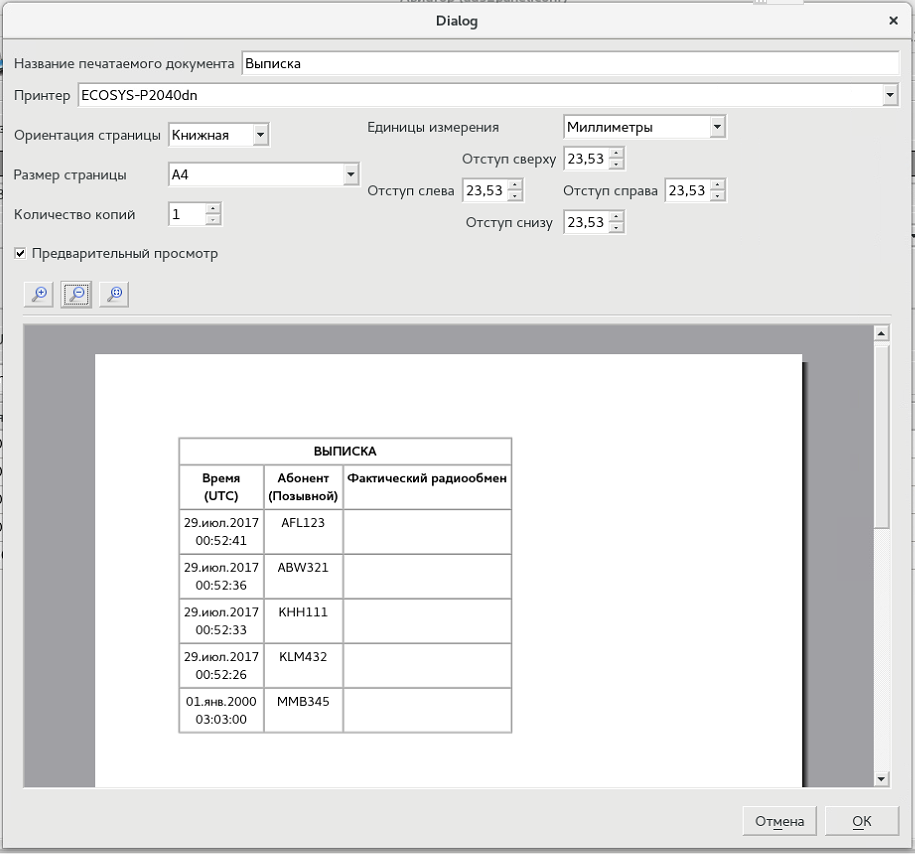 Dialog
Название печатаемого документа Выписка
Принтер ECOSYS-P2040dn
Ориентация страницы Книжная
Единицы измерения Миллиметры
Отступ сверху 23,53
Размер страницы A4
Отступ слева 23,53 Отступ справа 23,53
Количество копий 1
Отступ снизу 23,53
Предварительный просмотр
ВЫПИСКА
Время
(UTC)
Абонент
(Позывной)
Фактический радиообмен
29.июл.2017
00:52:41
AFL123
29.июл.2017
00:52:36
ABW321
29.июл.2017
00:52:33
KHH111
29.июл.2017
00:52:26
KLM432
01.янв.2000
03:03:00
MMB345
Отмена OK